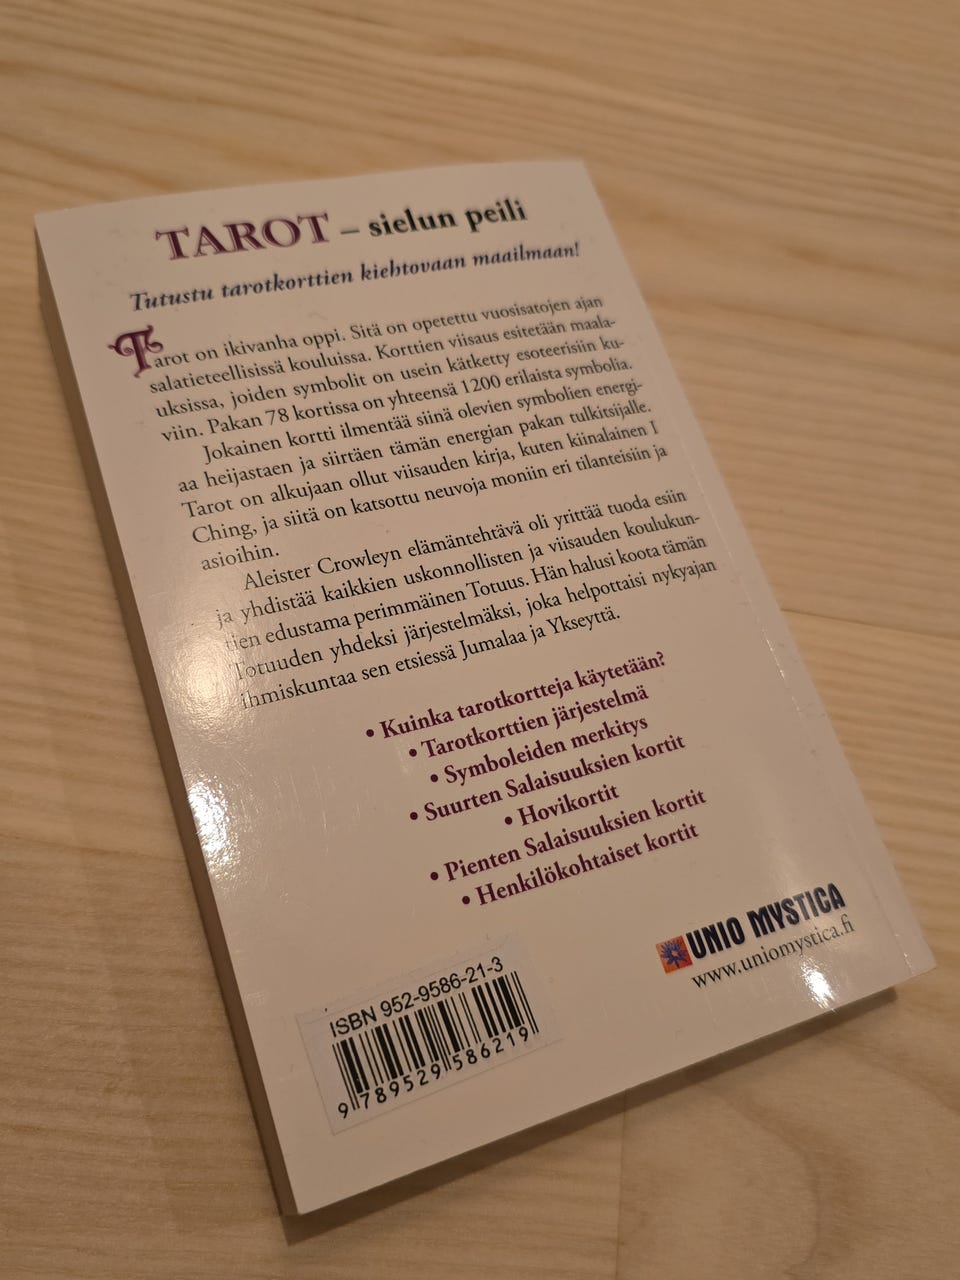 TAROT – sielun peili
Tutustu tarotkorttien kiehtovaan maailmaan!
Tarot on ikivanha oppi. Sitä on opetettu vuosisatojen ajan
salatieteellisissä kouluissa. Korttien viisaus esitetään maala-
uksissa, joiden symbolit on usein kätketty esoteerisiin ku-
viin. Pakan 78 kortissa on yhteensä 1200 erilaista symbolia.
Jokainen kortti ilmentää siinä olevien symbolien energi-
aa heijastaen ja siirtäen tämän energian pakan tulkitsijalle.
Tarot on alkujaan ollut viisauden kirja, kuten kiinalainen I
Ching, ja siitä on katsottu neuvoja moniin eri tilanteisiin ja
asioihin.
Aleister Crowleyn elämäntehtävä oli yrittää tuoda esiin
ja yhdistää kaikkien uskonnollisten ja viisauden koulukun-
tien edustama perimmäinen Totuus. Hän halusi koota tämän
Totuuden yhdeksi järjestelmäksi, joka helpottaisi nykyajan
ihmiskuntaa sen etsiessä Jumalaa ja Ykseyttä.
• Kuinka tarotkortteja käytetään?
• Tarotkorttien järjestelmä
• Symboleiden merkitys
• Suurten Salaisuuksien kortit
• Hovikortit
• Pienten Salaisuuksien kortit
• Henkilökohtaiset kortit
UNIO MYSTICA
www.uniomystica.fi
ISBN 952-9586-21-3
9 789529 586219